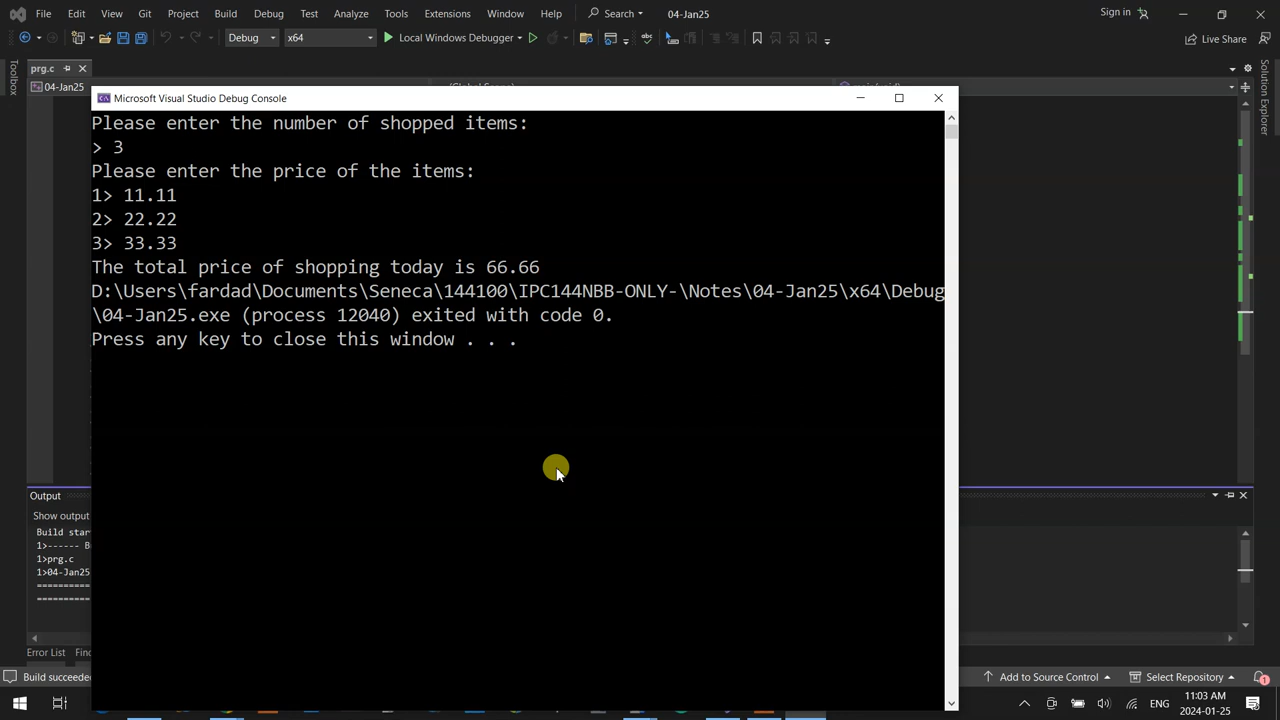 File Edit View Git Project Build Debug Test Analyze Tools Extensions Window Help Search 04-Jan25 Sign in
Debug x64 Local Windows Debugger Live Share
prg.c
04-Jan25
Toolbox
Solution Explorer
Microsoft Visual Studio Debug Console
Please enter the number of shopped items:
> 3
Please enter the price of the items:
1> 11.11
2> 22.22
3> 33.33
The total price of shopping today is 66.66
D:\Users\fardad\Documents\Seneca\144100\IPC144NBB-ONLY-\Notes\04-Jan25\x64\Debug
\04-Jan25.exe (process 12040) exited with code 0.
Press any key to close this window . . .
Output
Show output
Build star
1>------ B
1>prg.c
1>04-Jan25
=====
=====
Error List Find
Build succeeded Add to Source Control Select Repository 1
ENG 11:03 AM
2024-01-25